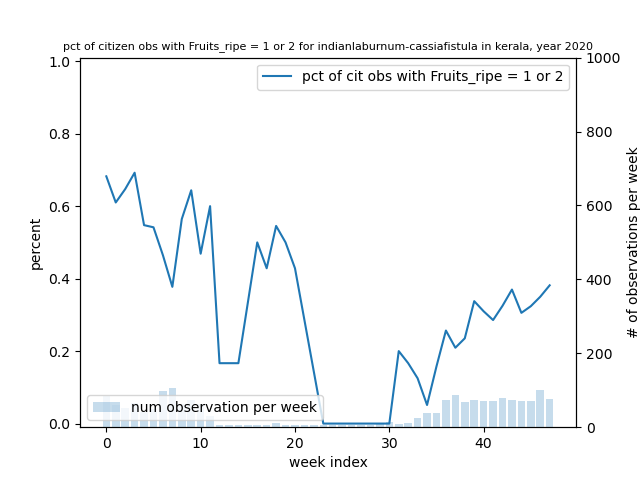 pct of citizen obs with Fruits_ripe = 1 or 2 for indianlaburnum-cassiafistula in kerala, year 2020
pct of cit obs with Fruits_ripe = 1 or 2
1.0
0.8
0.6
0.4
0.2
0.0
percent
1000
800
600
400
200
0
# of observations per week
num observation per week
0
10
20
30
40
week index